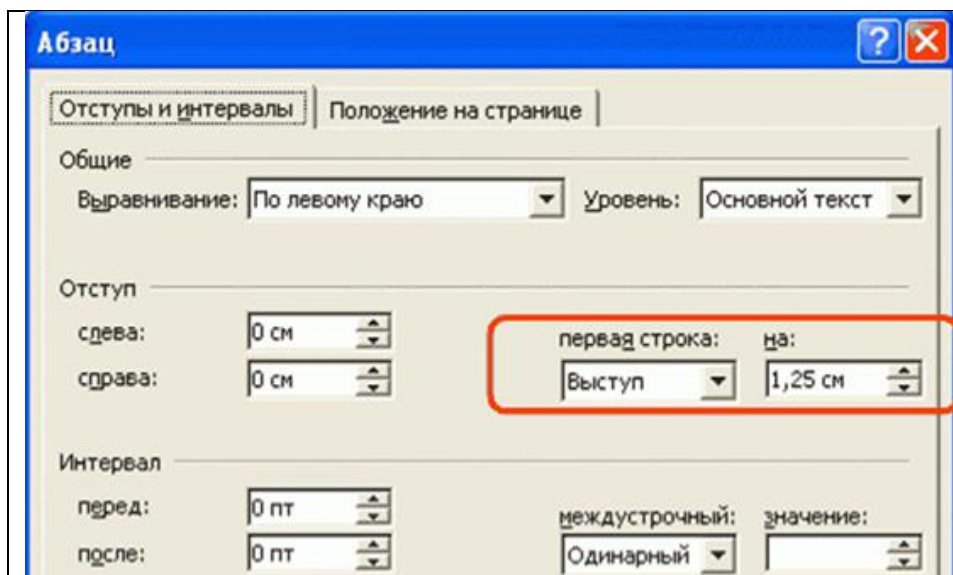 Абзац
Отступы и интервалы Положение на странице
Общие
Выравнивание: По левому краю Уровень: Основной текст
Отступ
слева: 0 см первая строка: на:
справа: 0 см Выступ 1,25 см
Интервал
перед: 0 пт междустрочный: значение:
после: 0 пт Одинарный